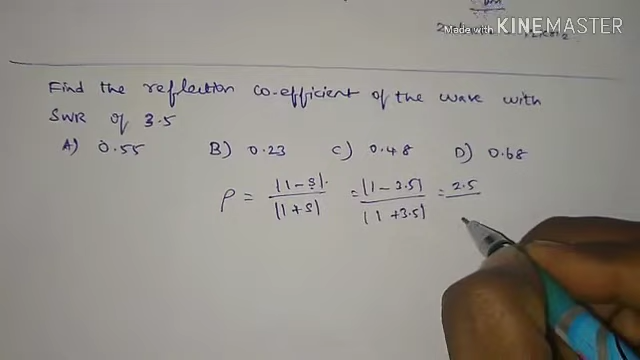 Made with KINEMASTER
Find the reflection co-efficient of the wave with
SWR of 3.5
A) 0.55 B) 0.23 C) 0.48 D) 0.68
ρ = |1-S| / |1+S| = |1-3.5| / |1+3.5| = 2.5